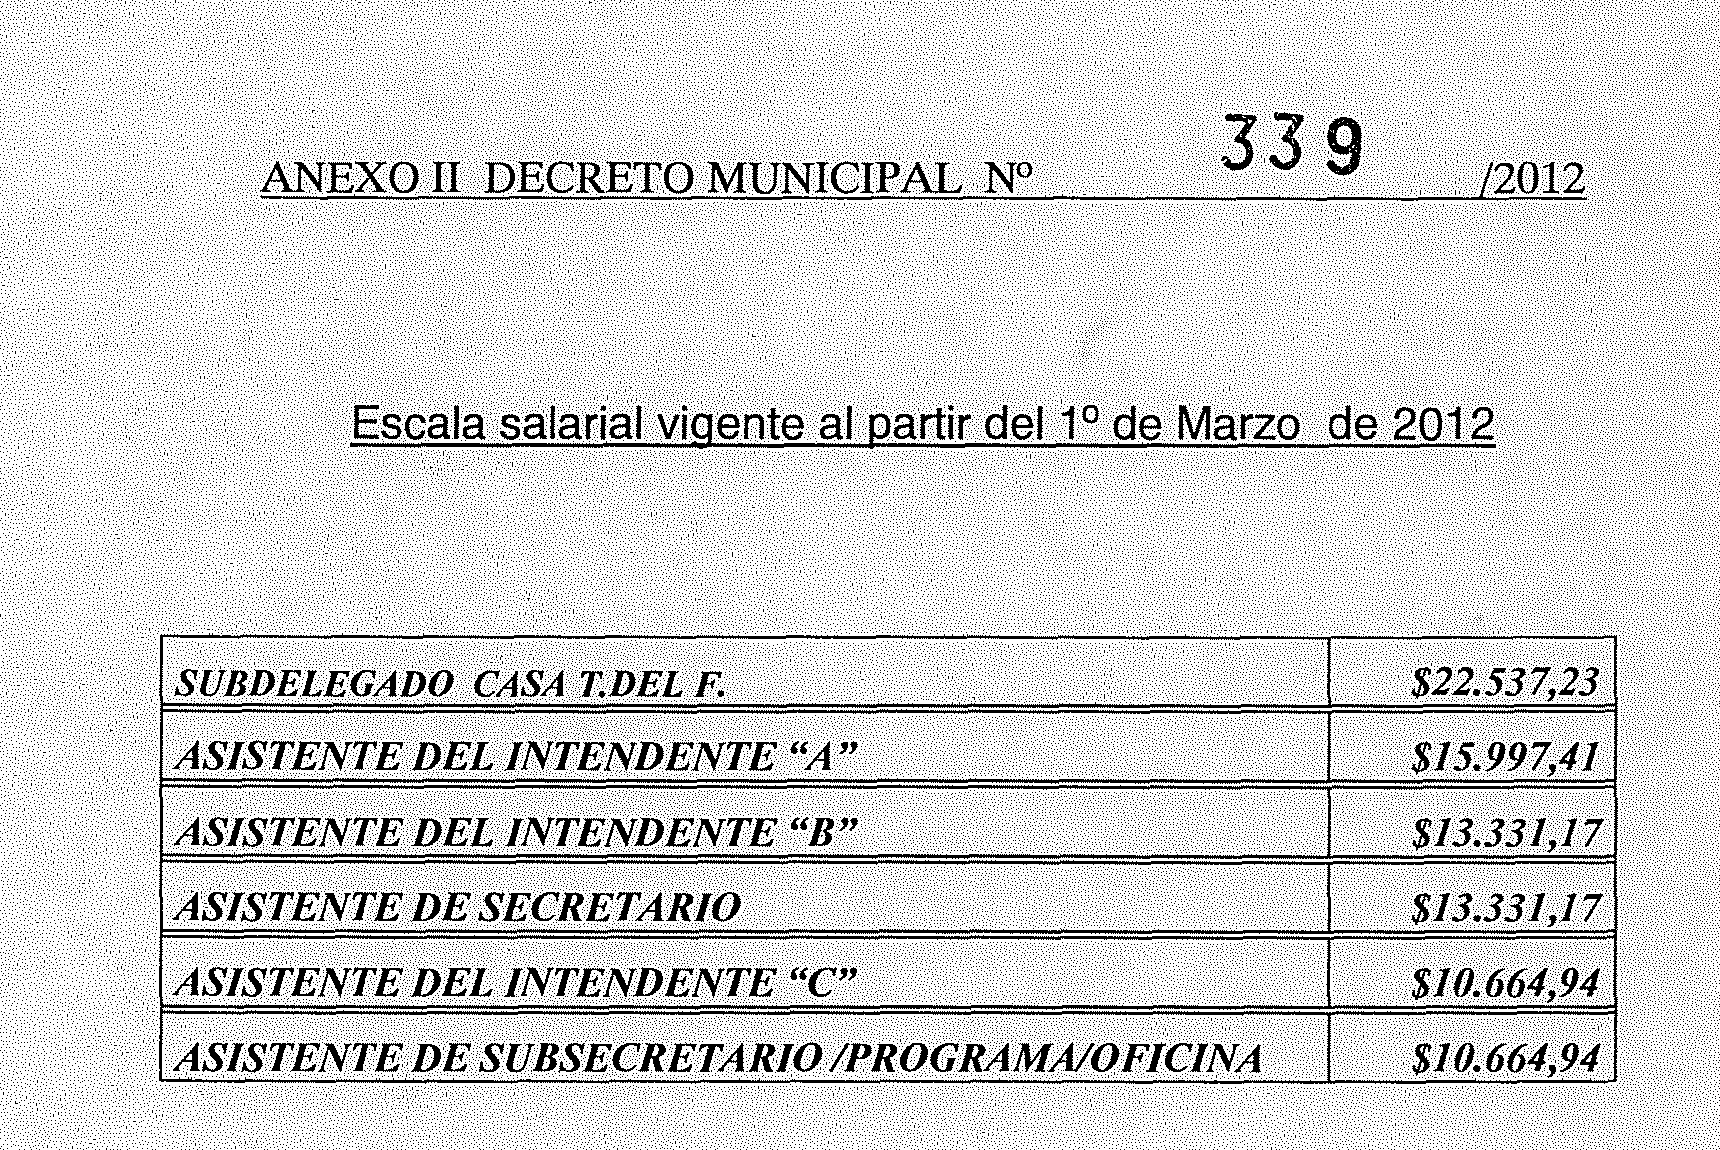 ANEXO II DECRETO MUNICIPAL Nº 339 /2012
Escala salarial vigente al partir del 1º de Marzo de 2012
SUBDELEGADO CASA T.DEL F. $22.537,23
ASISTENTE DEL INTENDENTE “A” $15.997,41
ASISTENTE DEL INTENDENTE “B” $13.331,17
ASISTENTE DE SECRETARIO $13.331,17
ASISTENTE DEL INTENDENTE “C” $10.664,94
ASISTENTE DE SUBSECRETARIO /PROGRAMA/OFICINA $10.664,94